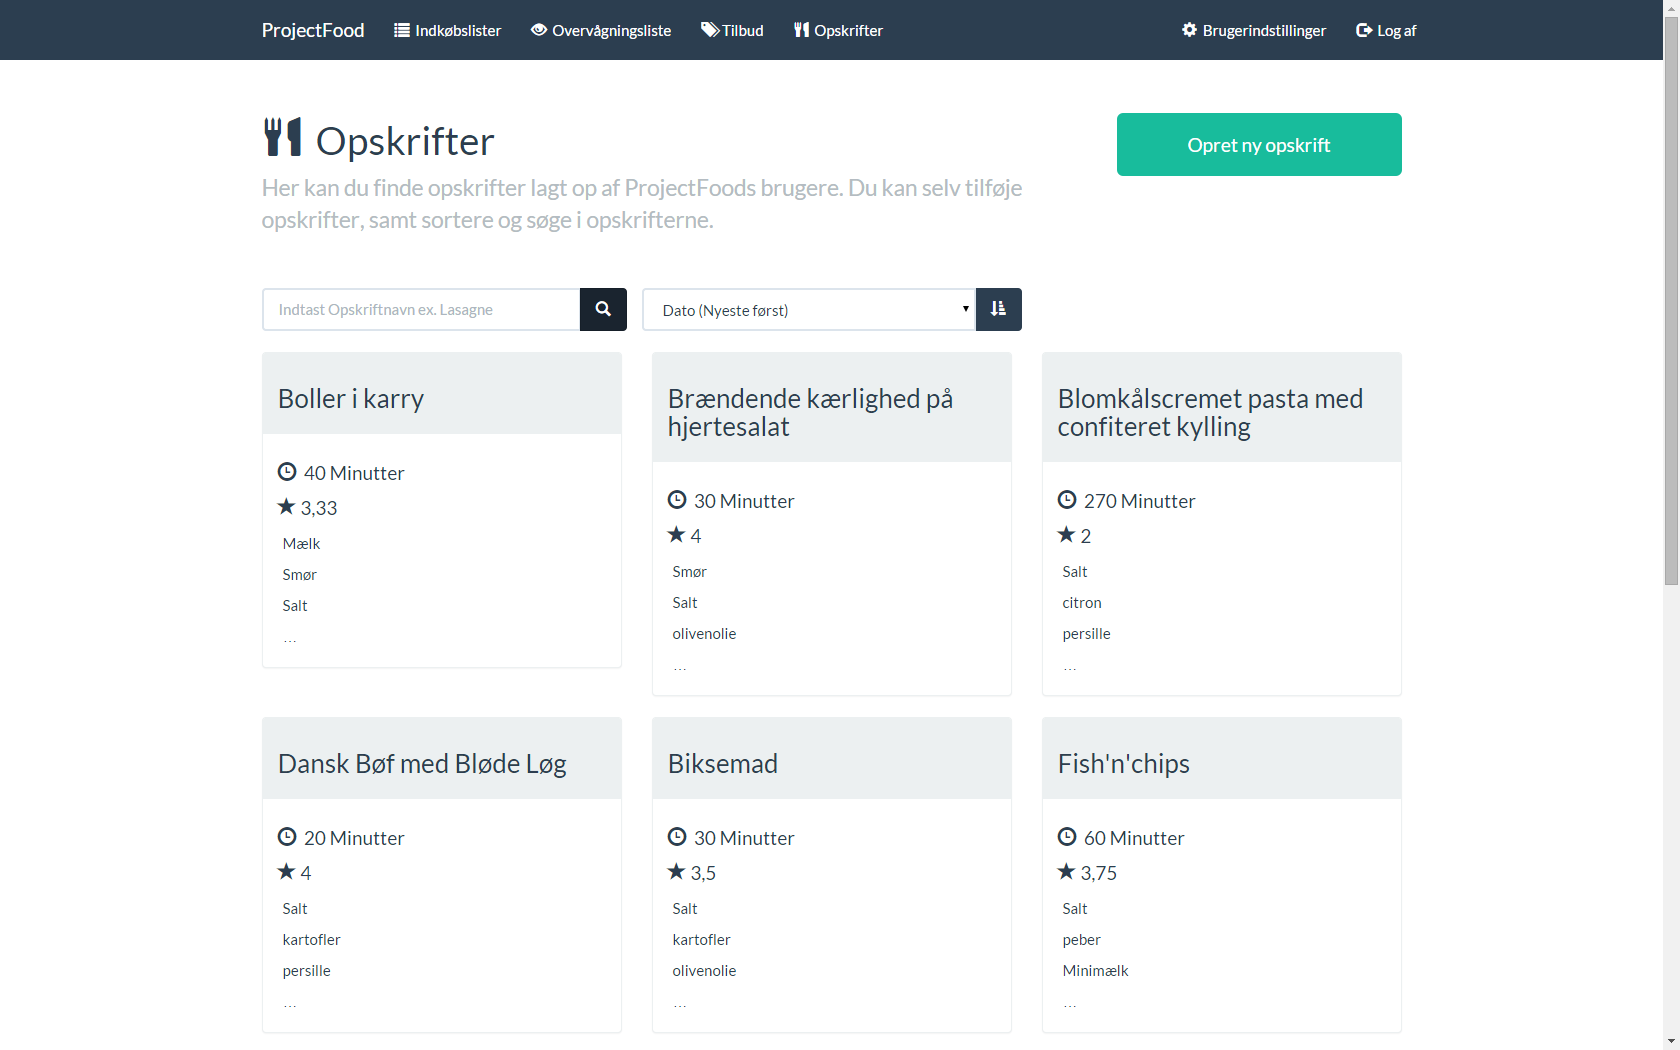 ProjectFood Indkøbslister Overvågningsliste Tilbud Opskrifter Brugerindstillinger Log af
Opskrifter
Opret ny opskrift
Her kan du finde opskrifter lagt op af ProjectFoods brugere. Du kan selv tilføje
opskrifter, samt sortere og søge i opskrifterne.
Indtast Opskriftnavn ex. Lasagne
Dato (Nyeste først)
Boller i karry
40 Minutter
3,33
Mælk
Smør
Salt
...
Brændende kærlighed på
hjertesalat
30 Minutter
4
Smør
Salt
olivenolie
...
Blomkålscremet pasta med
confiteret kylling
270 Minutter
2
Salt
citron
persille
...
Dansk Bøf med Bløde Løg
20 Minutter
4
Salt
kartofler
persille
...
Biksemad
30 Minutter
3,5
Salt
kartofler
olivenolie
...
Fish'n'chips
60 Minutter
3,75
Salt
peber
Minimælk
...